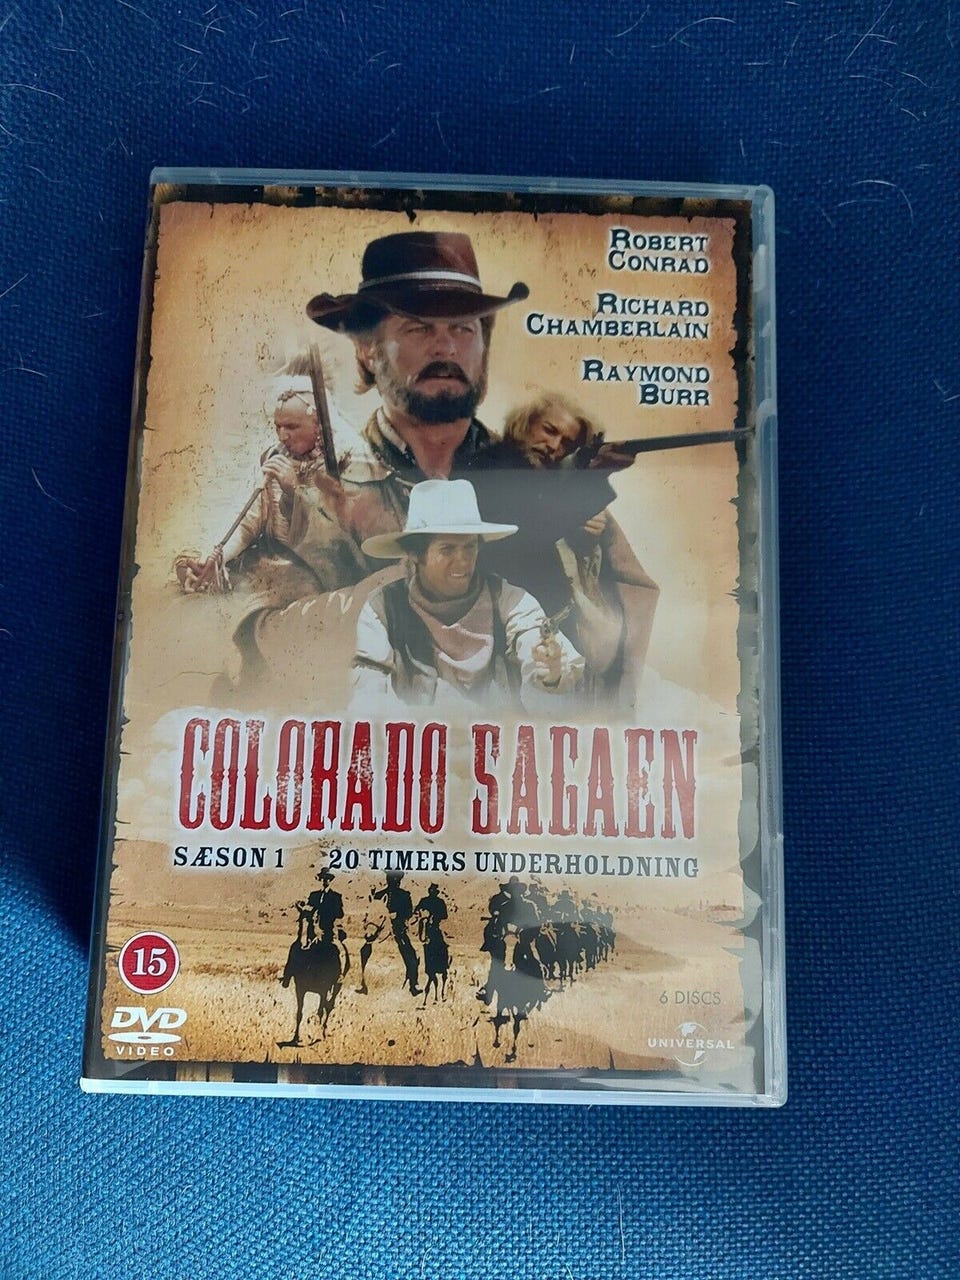 ROBERT
CONRAD
RICHARD
CHAMBERLAIN
RAYMOND
BURR
COLORADO SAGAEN
SÆSON 1 20 TIMERS UNDERHOLDNING
15
DVD
VIDEO
6 DISCS
UNIVERSAL